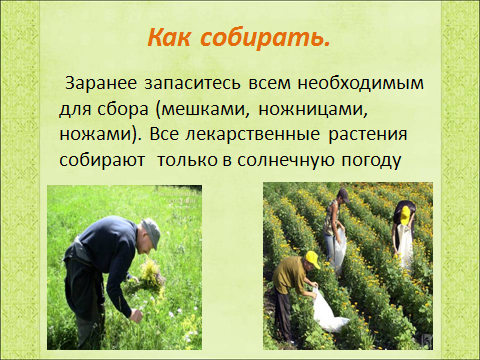 Как собирать.
Заранее запаситесь всем необходимым
для сбора (мешками, ножницами,
ножами). Все лекарственные растения
собирают только в солнечную погоду